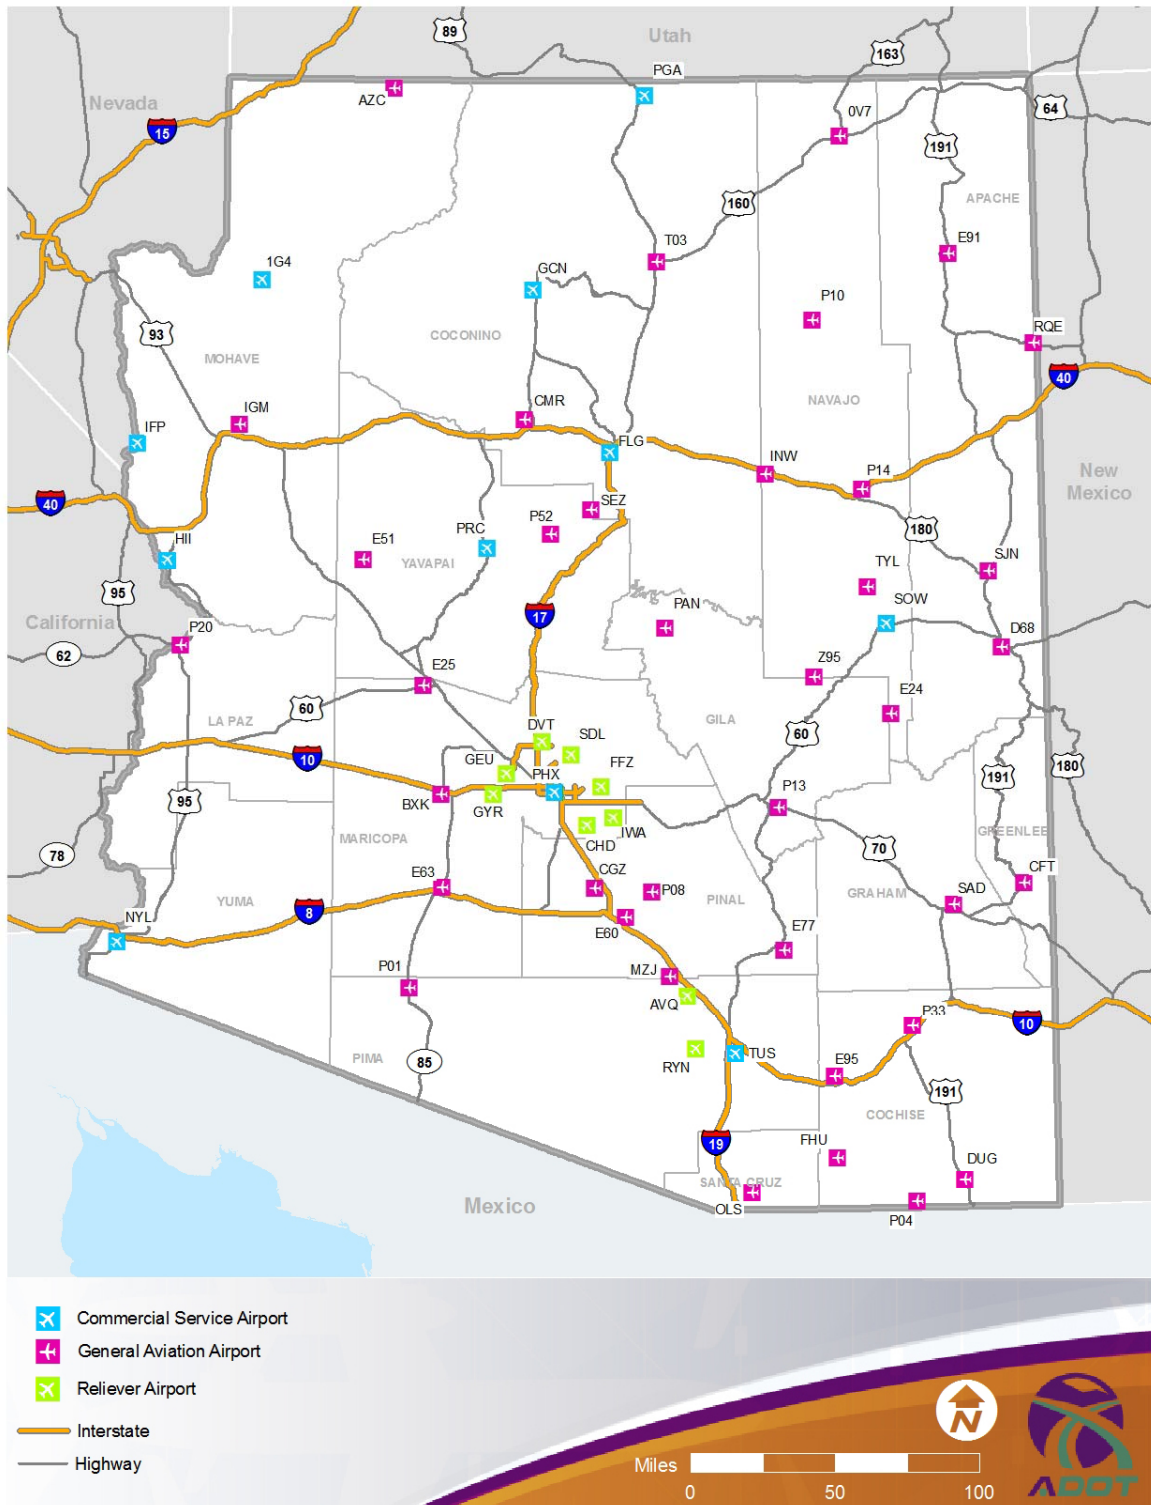 89
Utah
163
PGA
Nevada
AZC
64
15
0V7
191
APACHE
160
T03
E91
1G4
GCN
P10
93
RQE
COCONINO
MOHAVE
40
NAVAJO
IGM
CMR
IFP
FLG
INW
P14
New
Mexico
40
SEZ
P52
PRC
180
HII
E51
YAVAPAI
SJN
TYL
95
SOW
PAN
17
California
P20
D68
62
Z95
E25
E24
60
LA PAZ
GILA
DVT
SDL
60
10
GEU
FFZ
180
PHX
191
95
BXK
GYR
P13
IWA
MARICOPA
GREENLEE
CHD
70
78
CGZ
CFT
E63
P08
GRAHAM
SAD
YUMA
8
PINAL
NYL
E60
E77
P01
MZJ
AVQ
P33
10
PIMA
85
RYN
TUS
E95
191
COCHISE
19
FHU
DUG
SANTA CRUZ
Mexico
OLS
P04
Commercial Service Airport
General Aviation Airport
Reliever Airport
Interstate
Highway
N
Miles
0 50 100
ADOT